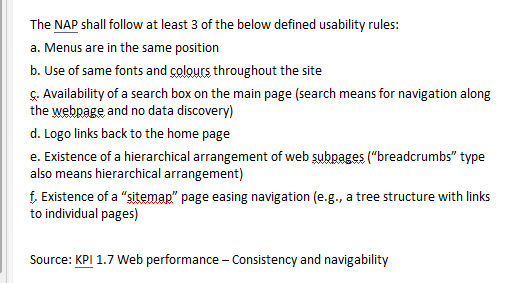 The NAP shall follow at least 3 of the below defined usability rules:
a. Menus are in the same position
b. Use of same fonts and colours throughout the site
c. Availability of a search box on the main page (search means for navigation along
the webpage and no data discovery)
d. Logo links back to the home page
e. Existence of a hierarchical arrangement of web subpages (“breadcrumbs” type
also means hierarchical arrangement)
f. Existence of a “sitemap” page easing navigation (e.g., a tree structure with links
to individual pages)
Source: KPI 1.7 Web performance – Consistency and navigability